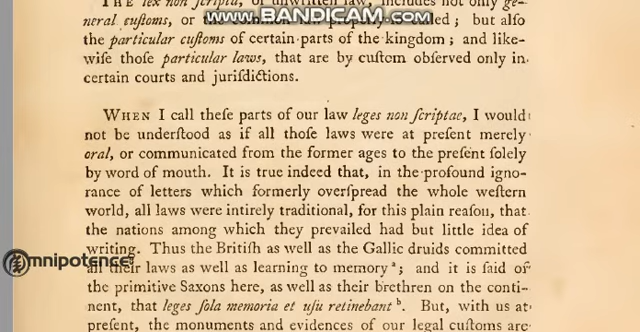 THE lex non ſcripta, or unwritten law, includes not only ge-
www.BANDICAM.com
neral cuſtoms, or the common law properly ſo called; but alſo
the particular cuſtoms of certain parts of the kingdom; and like-
wiſe thoſe particular laws, that are by cuſtom obſerved only in
certain courts and juriſdictions.
WHEN I call theſe parts of our law leges non ſcriptae, I would
not be underſtood as if all thoſe laws were at preſent merely
oral, or communicated from the former ages to the preſent ſolely
by word of mouth. It is true indeed that, in the profound igno-
rance of letters which formerly overſpread the whole weſtern
world, all laws were intirely traditional, for this plain reaſon, that
the nations among which they prevailed had but little idea of
writing. Thus the Britiſh as well as the Gallic druids committed
Omnipotence
all their laws as well as learning to memory a; and it is ſaid of
the primitive Saxons here, as well as their brethren on the conti-
nent, that leges ſola memoria et uſu retinebant b. But, with us at
preſent, the monuments and evidences of our legal cuſtoms are